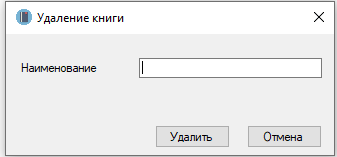 Удаление книги
Наименование
Удалить Отмена